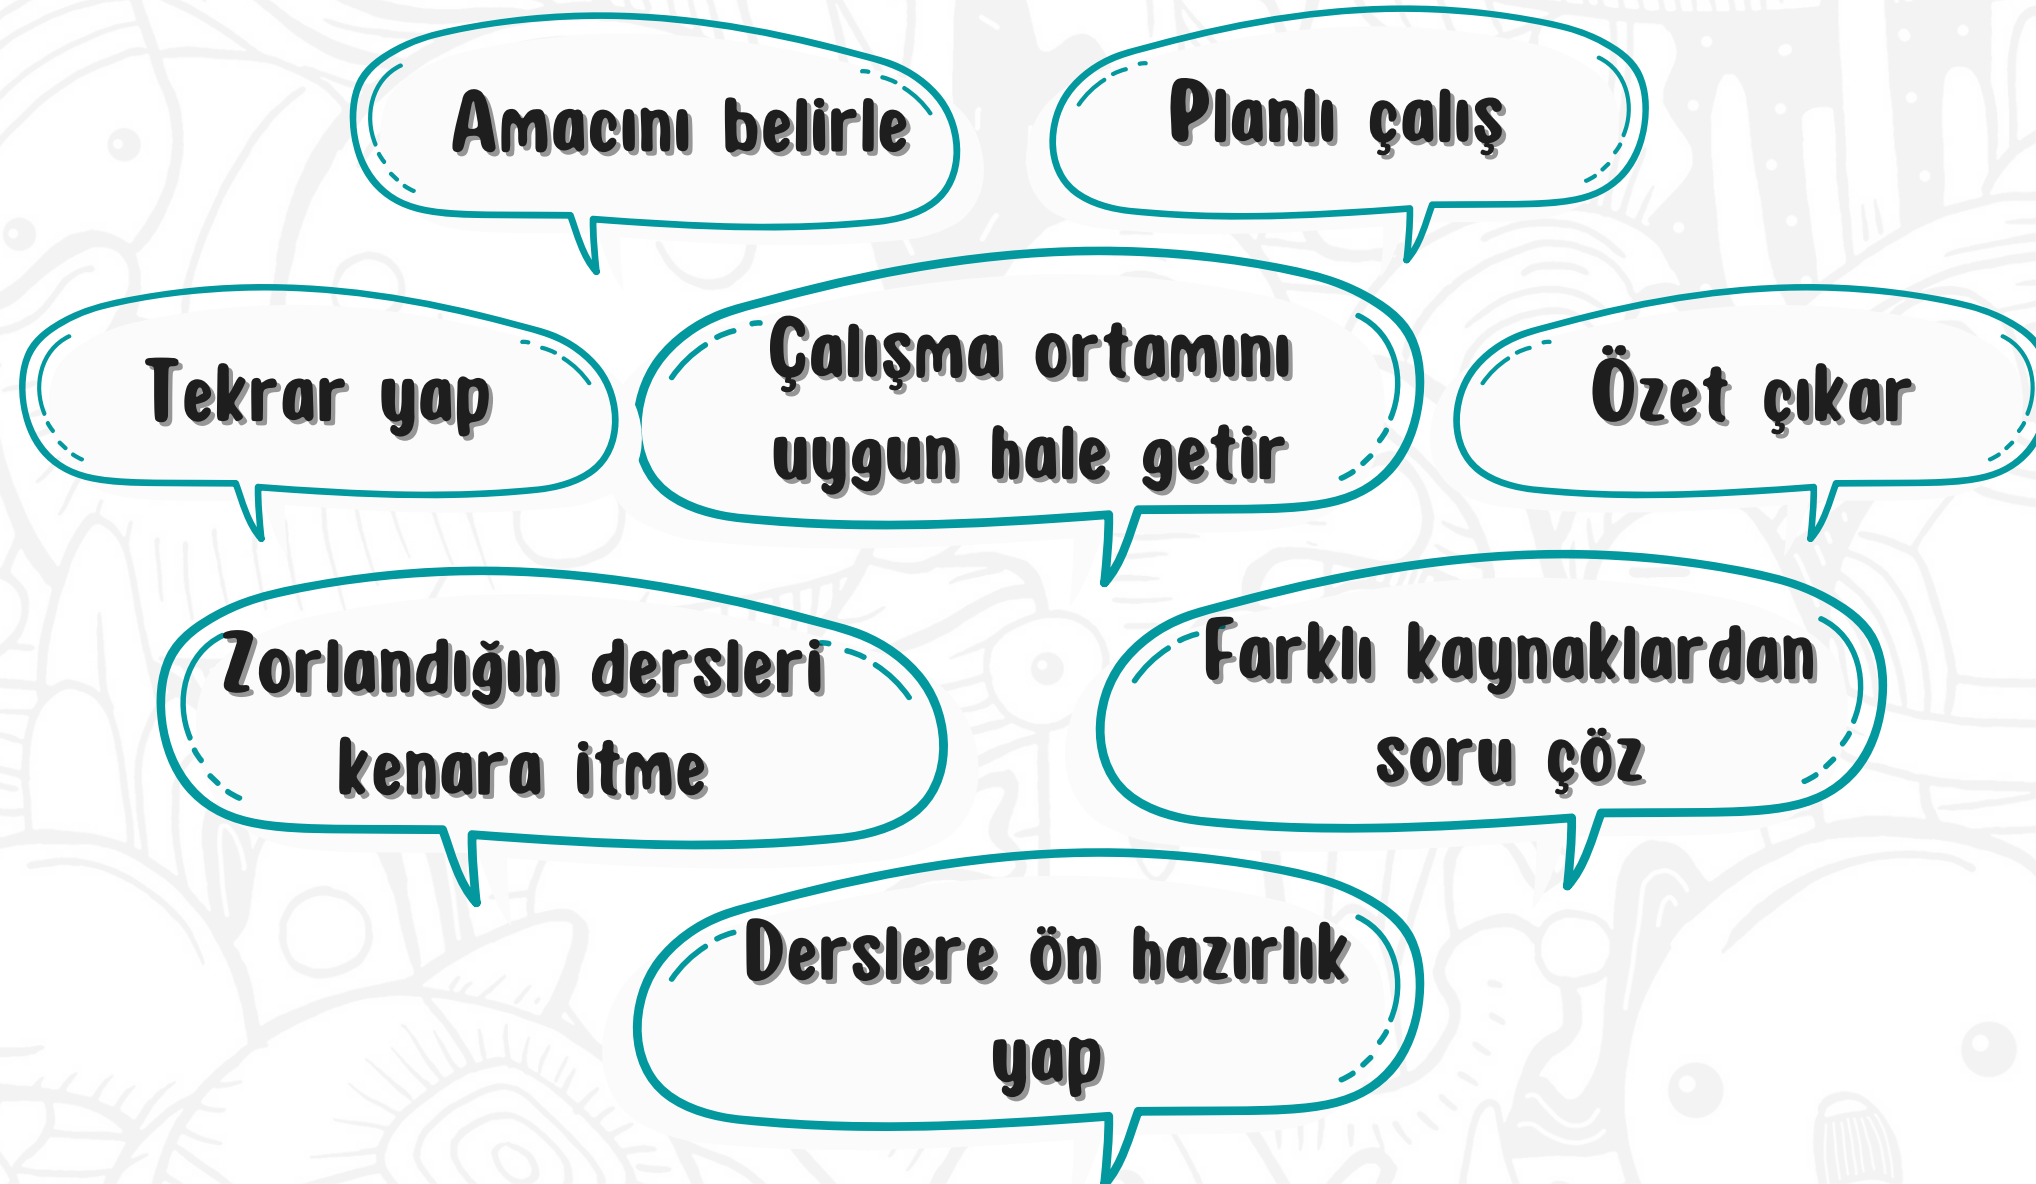 Amacını belirle
Planlı çalış
Tekrar yap
Çalışma ortamını
uygun hale getir
Özet çıkar
Zorlandığın dersleri
kenara itme
Farklı kaynaklardan
soru çöz
Derslere ön hazırlık
yap